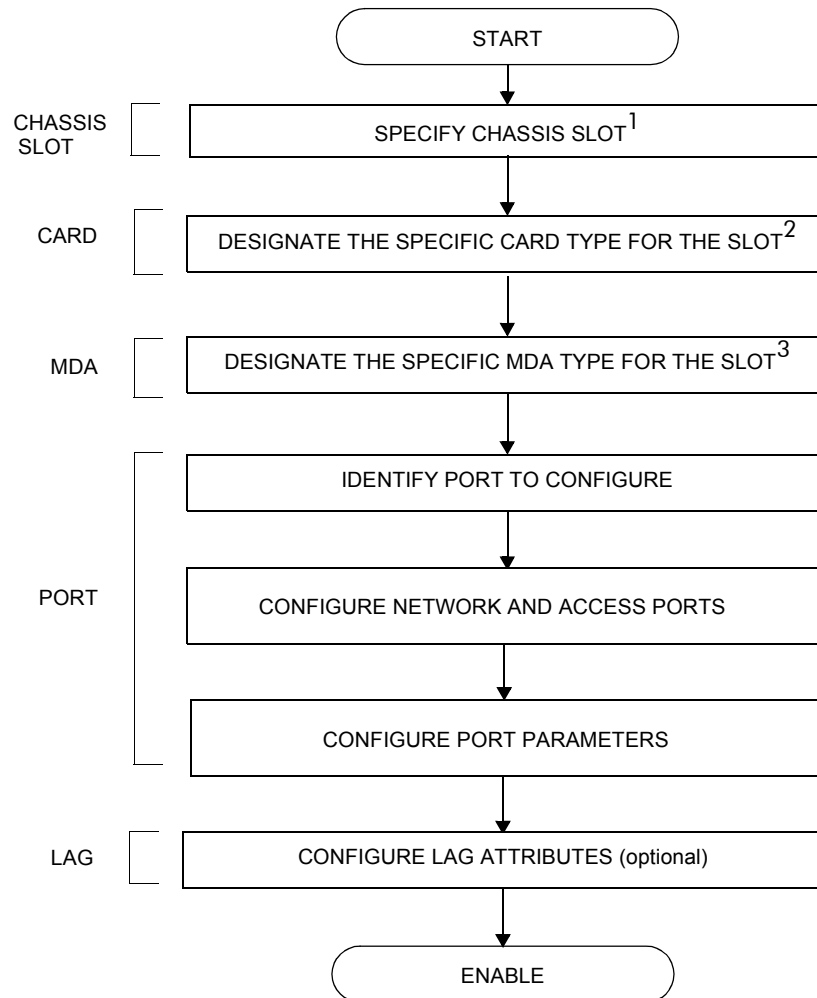 START
CHASSIS
SLOT
SPECIFY CHASSIS SLOT1
CARD
DESIGNATE THE SPECIFIC CARD TYPE FOR THE SLOT2
MDA
DESIGNATE THE SPECIFIC MDA TYPE FOR THE SLOT3
IDENTIFY PORT TO CONFIGURE
PORT
CONFIGURE NETWORK AND ACCESS PORTS
CONFIGURE PORT PARAMETERS
LAG
CONFIGURE LAG ATTRIBUTES (optional)
ENABLE